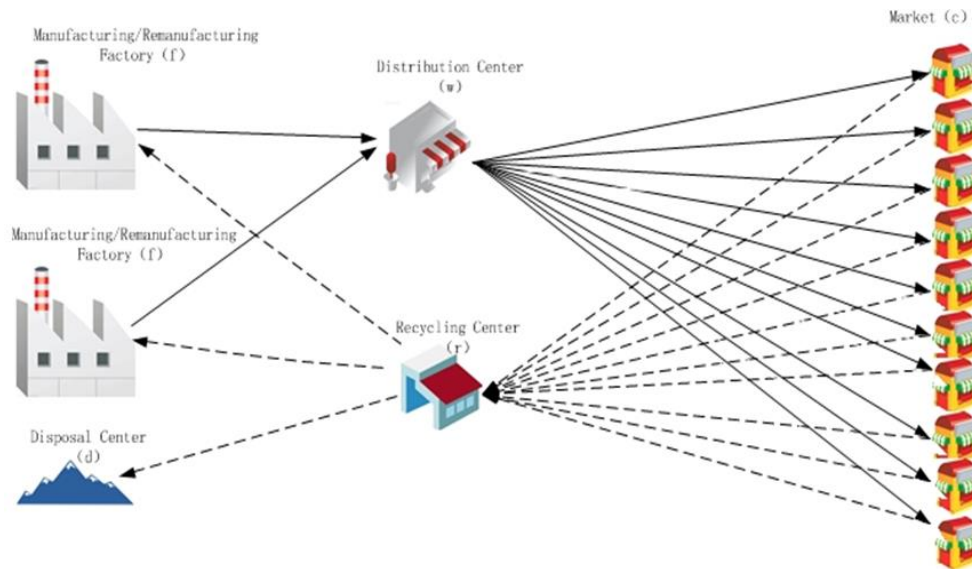 Market (c)
Manufacturing/Remanufacturing
Factory (f)
Distribution Center
(w)
Manufacturing/Remanufacturing
Factory (f)
Recycling Center
(r)
Disposal Center
(d)